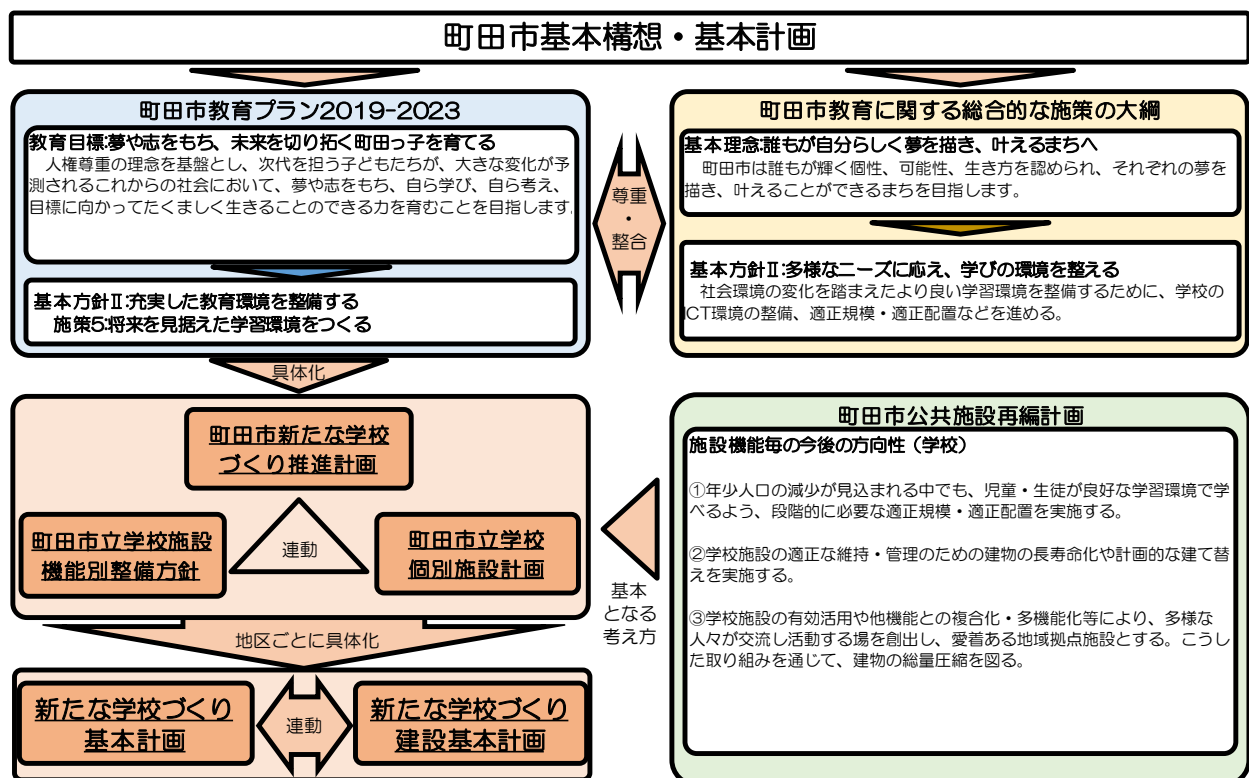 町田市基本構想・基本計画
町田市教育プラン2019-2023
教育目標:夢や志をもち、未来を切り拓く町田っ子を育てる
人権尊重の理念を基盤とし、次代を担う子どもたちが、大きな変化が予
測されるこれからの社会において、夢や志をもち、自ら学び、自ら考え、
目標に向かってたくましく生きることのできる力を育むことを目指します。
基本方針Ⅱ:充実した教育環境を整備する
施策5:将来を見据えた学習環境をつくる
尊重
・
整合
町田市教育に関する総合的な施策の大綱
基本理念:誰もが自分らしく夢を描き、叶えるまちへ
町田市は誰もが輝く個性、可能性、生き方を認められ、それぞれの夢を
描き、叶えることができるまちを目指します。
基本方針Ⅱ:多様なニーズに応え、学びの環境を整える
社会環境の変化を踏まえたより良い学習環境を整備するために、学校の
ICT環境の整備、適正規模・適正配置などを進める。
具体化
町田市新たな学校
づくり推進計画
町田市立学校施設
機能別整備方針
連動
町田市立学校
個別施設計画
基本
となる
考え方
町田市公共施設再編計画
施設機能毎の今後の方向性（学校）
①年少人口の減少が見込まれる中でも、児童・生徒が良好な学習環境で学
べるよう、段階的に必要な適正規模・適正配置を実施する。
②学校施設の適正な維持・管理のための建物の長寿命化や計画的な建て替
えを実施する。
③学校施設の有効活用や他機能との複合化・多機能化等により、多様な
人々が交流し活動する場を創出し、愛着ある地域拠点施設とする。こうし
た取り組みを通じて、建物の総量圧縮を図る。
地区ごとに具体化
新たな学校づくり
基本計画
連動
新たな学校づくり
建設基本計画